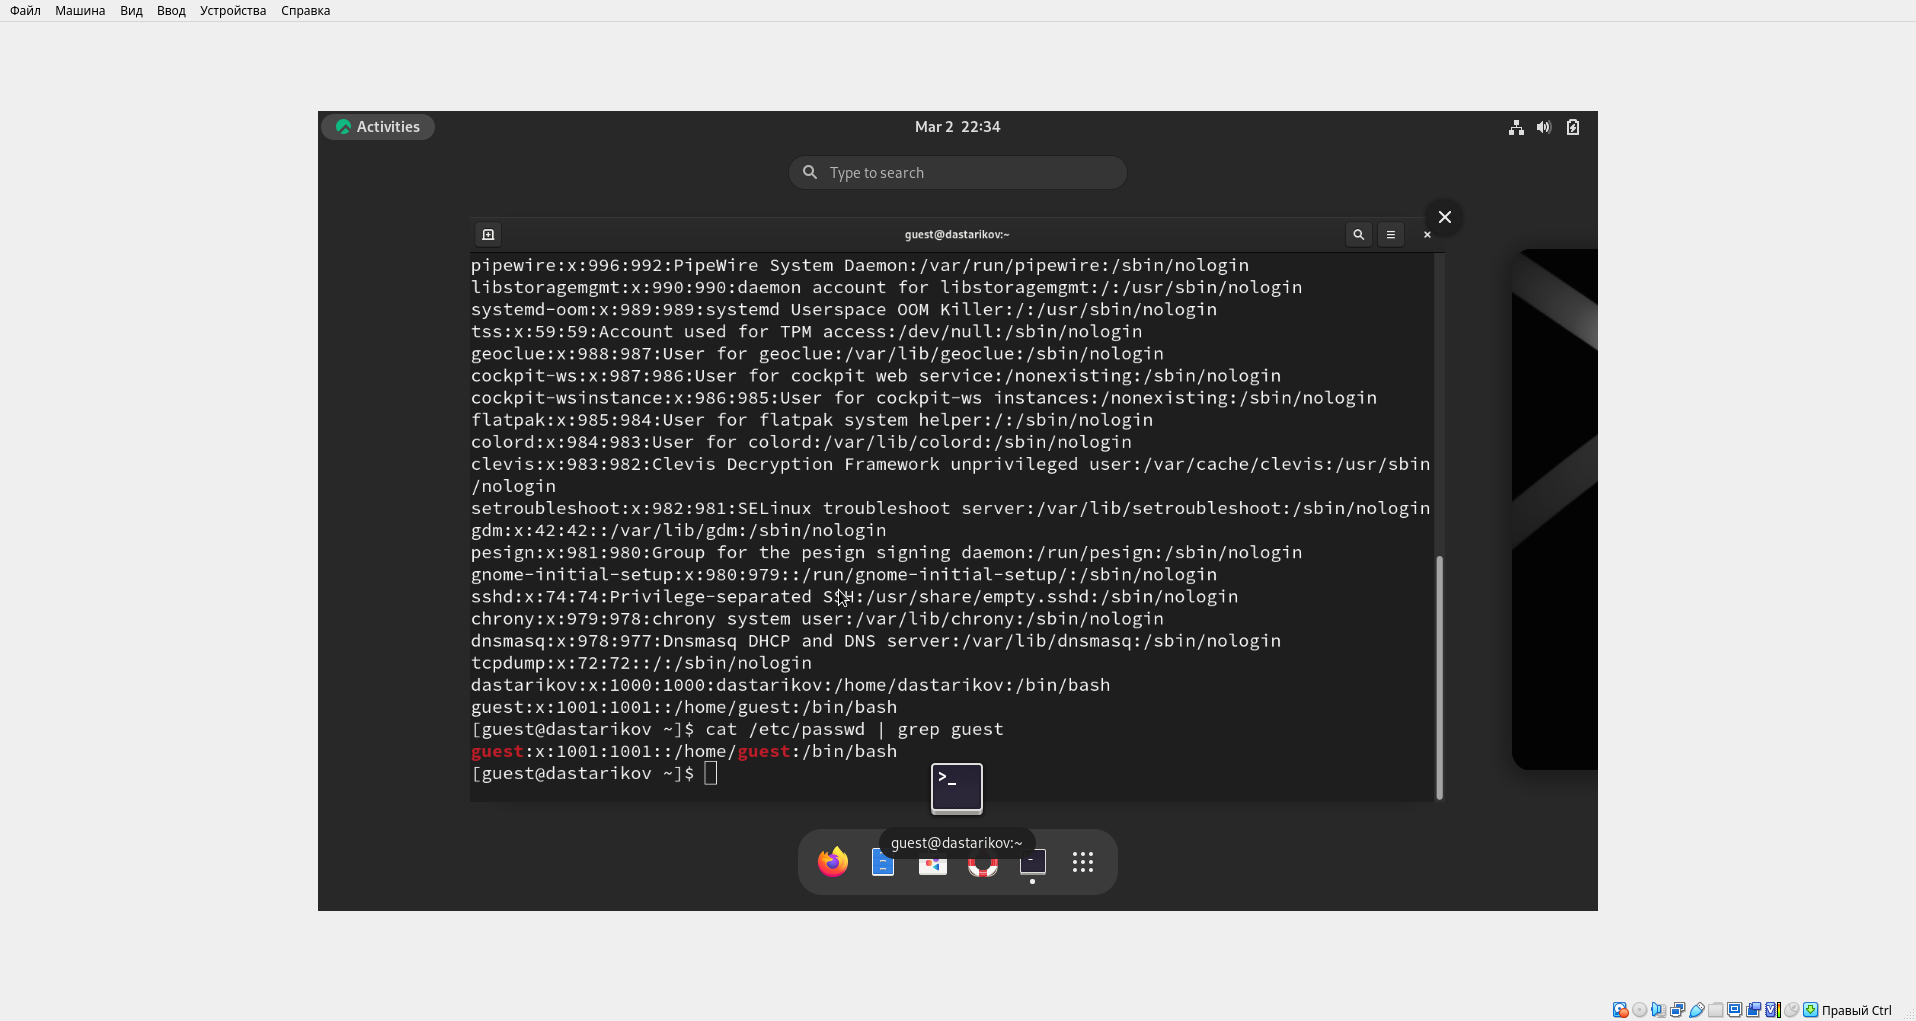 Файл Машина Вид Ввод Устройства Справка
Activities
Mar 2 22:34
Type to search
guest@dastarikov:~
pipewire:x:996:992:PipeWire System Daemon:/var/run/pipewire:/sbin/nologin
libstoragemgmt:x:990:990:daemon account for libstoragemgmt:/:/usr/sbin/nologin
systemd-oom:x:989:989:systemd Userspace OOM Killer:/:/usr/sbin/nologin
tss:x:59:59:Account used for TPM access:/dev/null:/sbin/nologin
geoclue:x:988:987:User for geoclue:/var/lib/geoclue:/sbin/nologin
cockpit-ws:x:987:986:User for cockpit web service:/nonexisting:/sbin/nologin
cockpit-wsinstance:x:986:985:User for cockpit-ws instances:/nonexisting:/sbin/nologin
flatpak:x:985:984:User for flatpak system helper:/:/sbin/nologin
colord:x:984:983:User for colord:/var/lib/colord:/sbin/nologin
clevis:x:983:982:Clevis Decryption Framework unprivileged user:/var/cache/clevis:/usr/sbin
/nologin
setroubleshoot:x:982:981:SELinux troubleshoot server:/var/lib/setroubleshoot:/sbin/nologin
gdm:x:42:42::/var/lib/gdm:/sbin/nologin
pesign:x:981:980:Group for the pesign signing daemon:/run/pesign:/sbin/nologin
gnome-initial-setup:x:980:979::/run/gnome-initial-setup/:/sbin/nologin
sshd:x:74:74:Privilege-separated SSH:/usr/share/empty.sshd:/sbin/nologin
chrony:x:979:978:chrony system user:/var/lib/chrony:/sbin/nologin
dnsmasq:x:978:977:Dnsmasq DHCP and DNS server:/var/lib/dnsmasq:/sbin/nologin
tcpdump:x:72:72::/:/sbin/nologin
dastarikov:x:1000:1000:dastarikov:/home/dastarikov:/bin/bash
guest:x:1001:1001::/home/guest:/bin/bash
[guest@dastarikov ~]$ cat /etc/passwd | grep guest
guest:x:1001:1001::/home/guest:/bin/bash
[guest@dastarikov ~]$
guest@dastarikov:~
Правый Ctrl